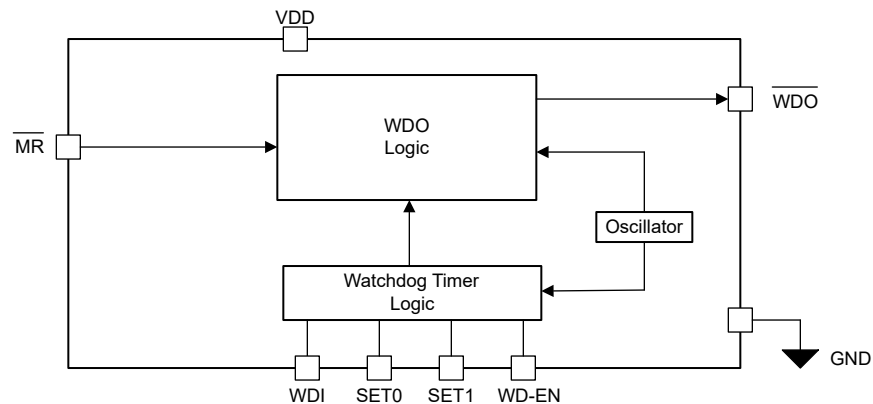 VDD
WDO
Logic
WDO
MR
Oscillator
Watchdog Timer
Logic
GND
WDI SET0 SET1 WD-EN